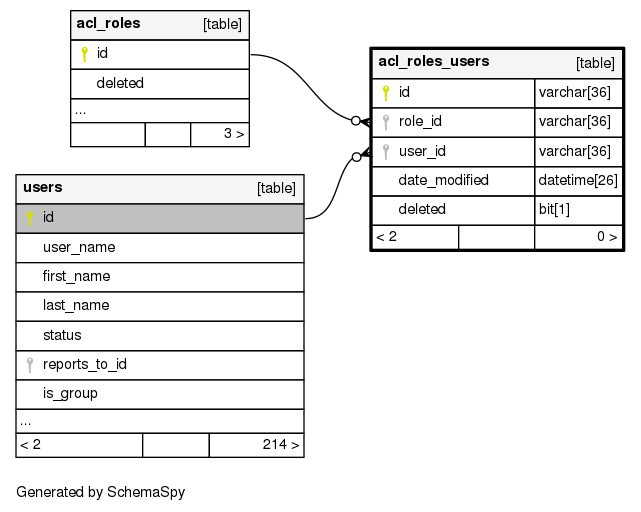 acl_roles [table]
id
deleted
...
3 >
acl_roles_users [table]
id varchar[36]
role_id varchar[36]
user_id varchar[36]
date_modified datetime[26]
deleted bit[1]
< 2 0 >
users [table]
id
user_name
first_name
last_name
status
reports_to_id
is_group
...
< 2 214 >
Generated by SchemaSpy